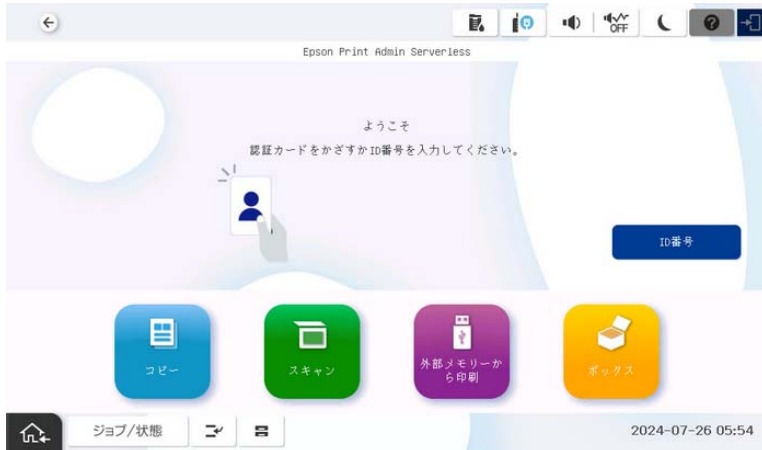 OFF
?
Epson Print Admin Serverless
ようこそ
認証カードをかざすかID番号を入力してください。
ID番号
コピー
スキャン
外部メモリーか
ら印刷
ボックス
ジョブ/状態
2024-07-26 05:54